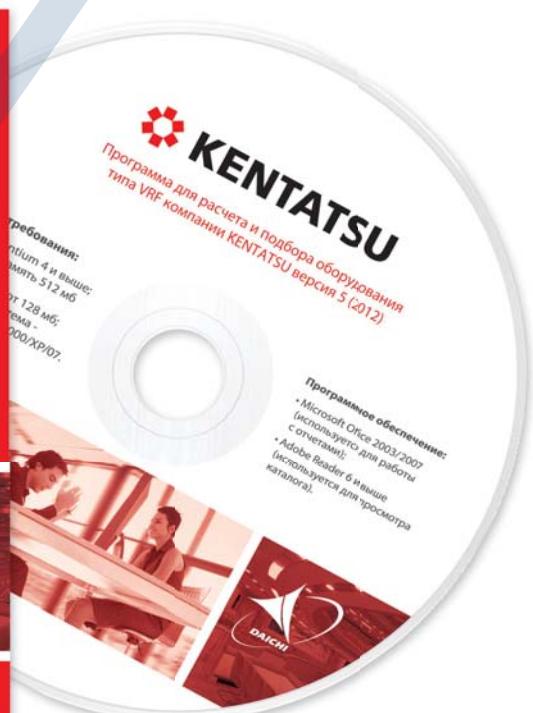 KENTATSU
Программа для расчета и подбора оборудования
типа VRF компании KENTATSU версия 5 (2012)
требования:
ntium 4 и выше;
амять 512 мб
от 128 мб;
тема -
000/XP/07.
Программное обеспечение:
• Microsoft Office 2003/2007
(используется для работы
с отчетами);
• Adobe Reader 6 и выше
(используется для просмотра
каталога).
DAICHI